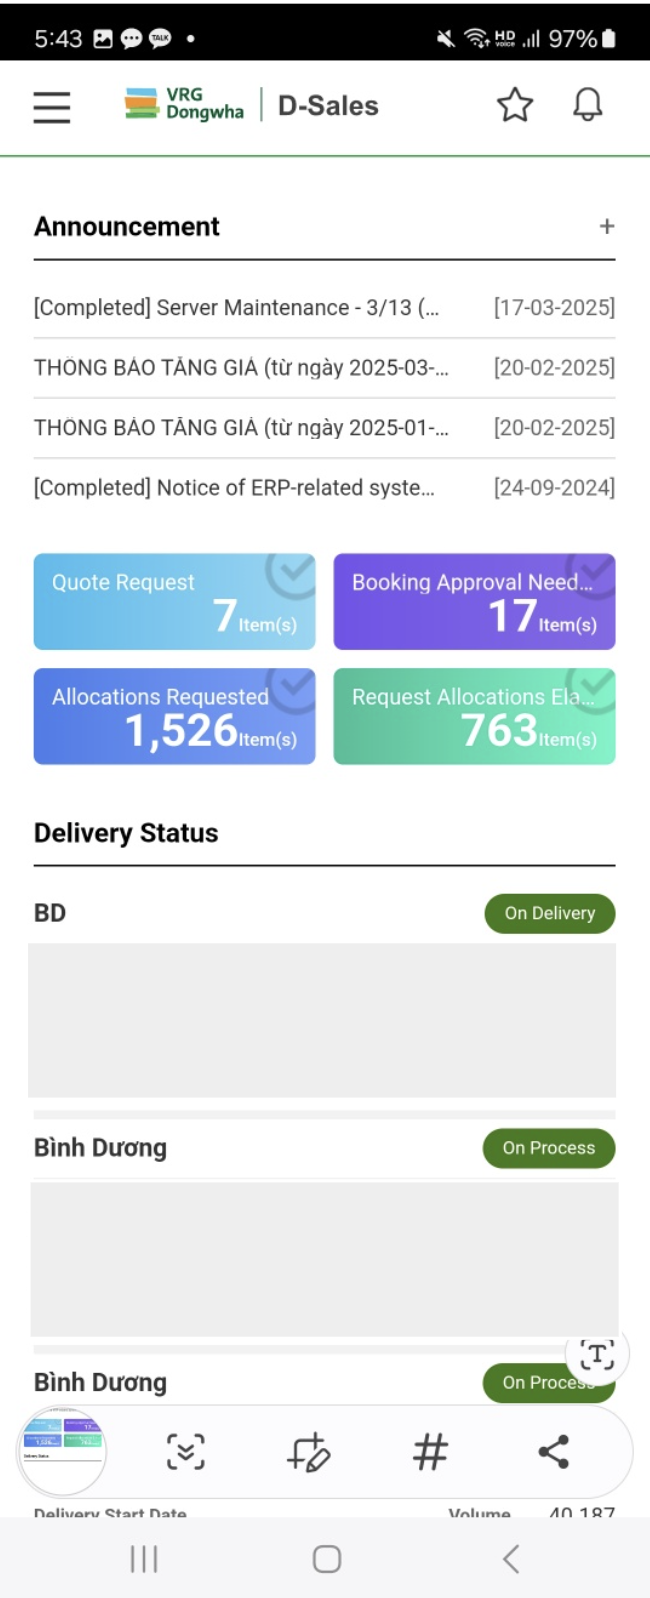 5:43 TALK HD voice 97%
VRG Dongwha D-Sales
Announcement +
[Completed] Server Maintenance - 3/13 (... [17-03-2025]
THÔNG BÁO TĂNG GIÁ (từ ngày 2025-03-... [20-02-2025]
THÔNG BÁO TĂNG GIÁ (từ ngày 2025-01-... [20-02-2025]
[Completed] Notice of ERP-related syste... [24-09-2024]
Quote Request
7 Item(s)
Booking Approval Need...
17 Item(s)
Allocations Requested
1,526 Item(s)
Request Allocations Ela...
763 Item(s)
Delivery Status
BD On Delivery
Bình Dương On Process
Bình Dương On Process
Delivery Start Date Volume 40.187